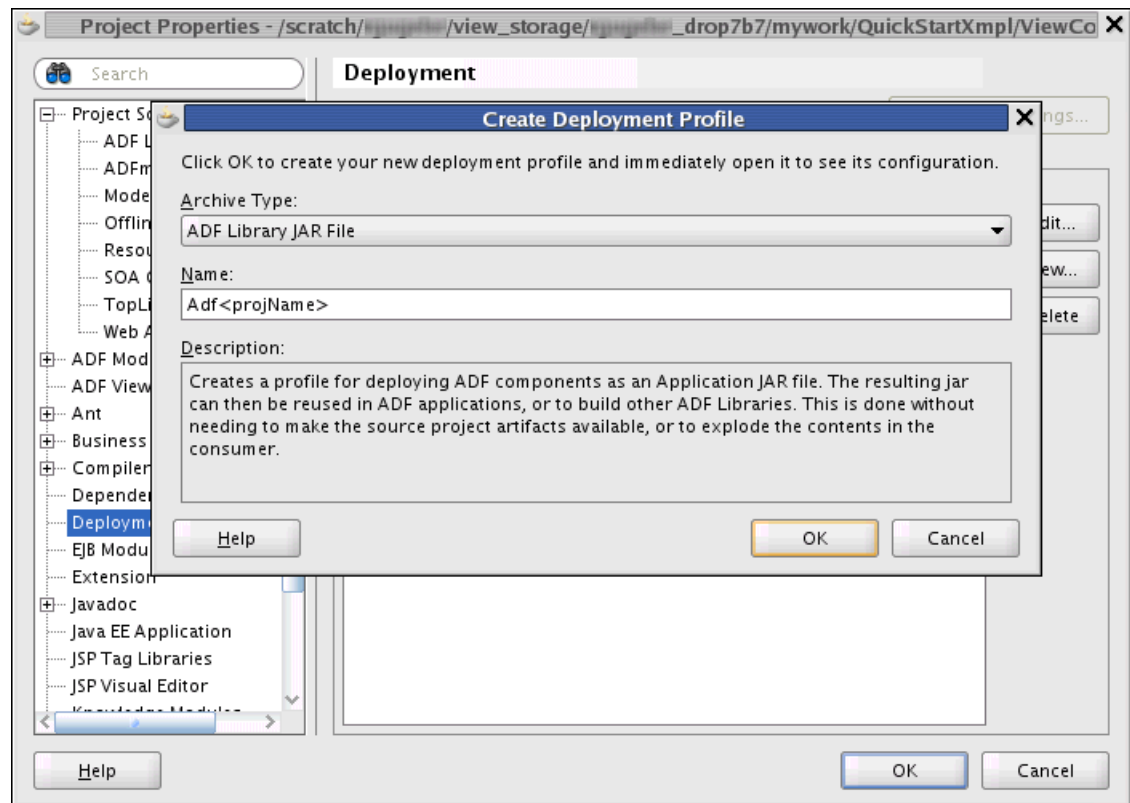 Project Properties - /scratch/ /view_storage/ _drop7b7/mywork/QuickStartXmpl/ViewCo
Search
Deployment
Project Sc
ADF L
ADFm
Mode
Offlin
Resou
SOA
TopLi
Web A
ADF Mod
ADF View
Ant
Business
Compiler
Depende
Deploym
EJB Modu
Extension
Javadoc
Java EE Application
JSP Tag Libraries
JSP Visual Editor
Knowledge Modules
ngs...
dit...
ew...
elete
Create Deployment Profile
Click OK to create your new deployment profile and immediately open it to see its configuration.
Archive Type:
ADF Library JAR File
Name:
Adf<projName>
Description:
Creates a profile for deploying ADF components as an Application JAR file. The resulting jar
can then be reused in ADF applications, or to build other ADF Libraries. This is done without
needing to make the source project artifacts available, or to explode the contents in the
consumer.
Help
OK
Cancel
Help
OK
Cancel